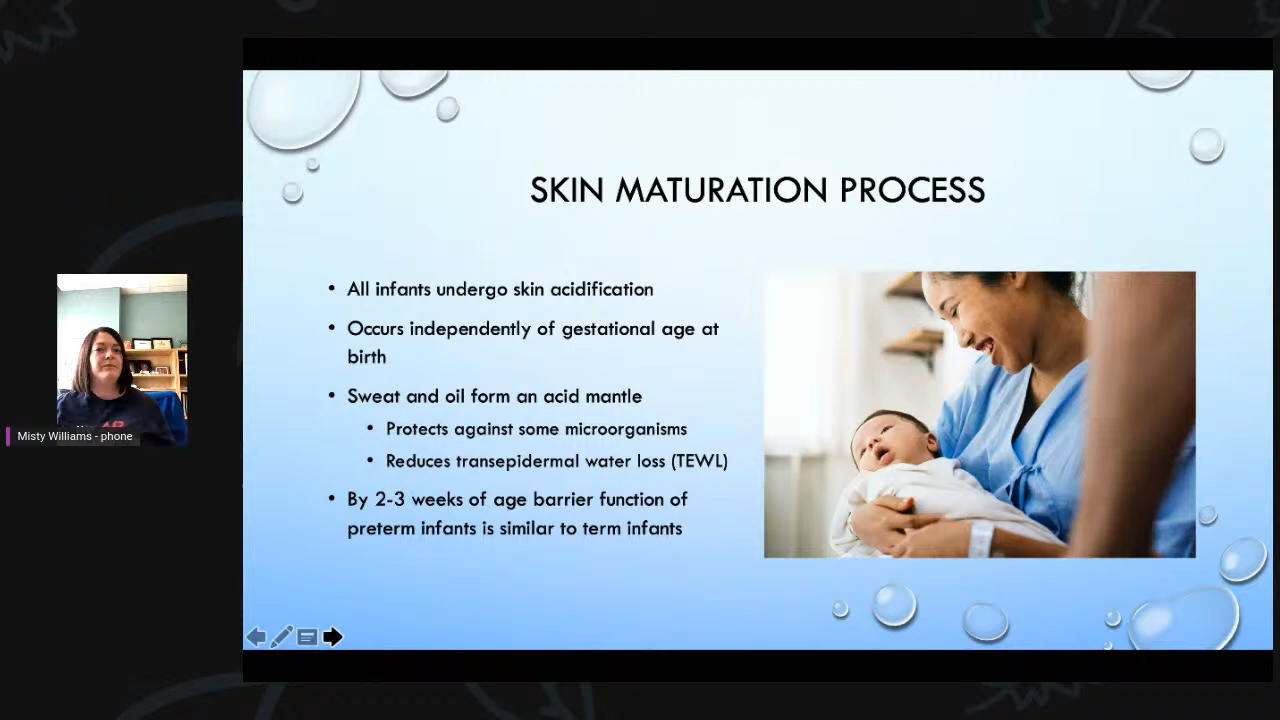 SKIN MATURATION PROCESS
• All infants undergo skin acidification
• Occurs independently of gestational age at
birth
• Sweat and oil form an acid mantle
• Protects against some microorganisms
• Reduces transepidermal water loss (TEWL)
• By 2-3 weeks of age barrier function of
preterm infants is similar to term infants
Misty Williams - phone